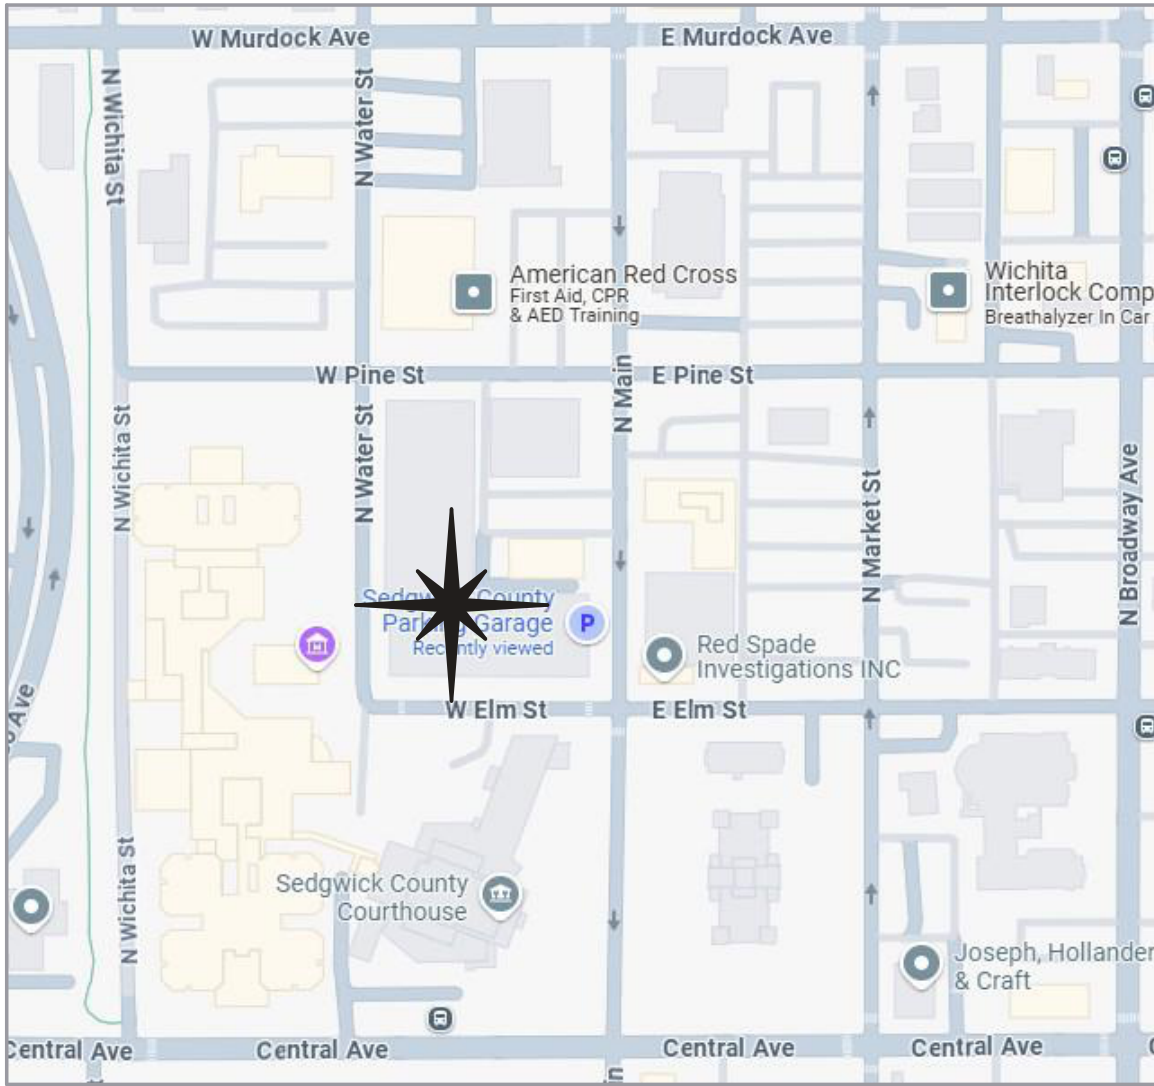 W Murdock Ave
E Murdock Ave
N Wichita St
N Water St
American Red Cross
First Aid, CPR
& AED Training
Wichita
Interlock Comp
Breathalyzer In Car
W Pine St
E Pine St
N Main
N Wichita St
N Water St
N Market St
N Broadway Ave
Sedgwick County
Parking Garage
Recently viewed
P
Red Spade
Investigations INC
W Elm St
E Elm St
Ave
N Wichita St
Sedgwick County
Courthouse
Joseph, Hollander
& Craft
Central Ave
Central Ave
Central Ave
Central Ave